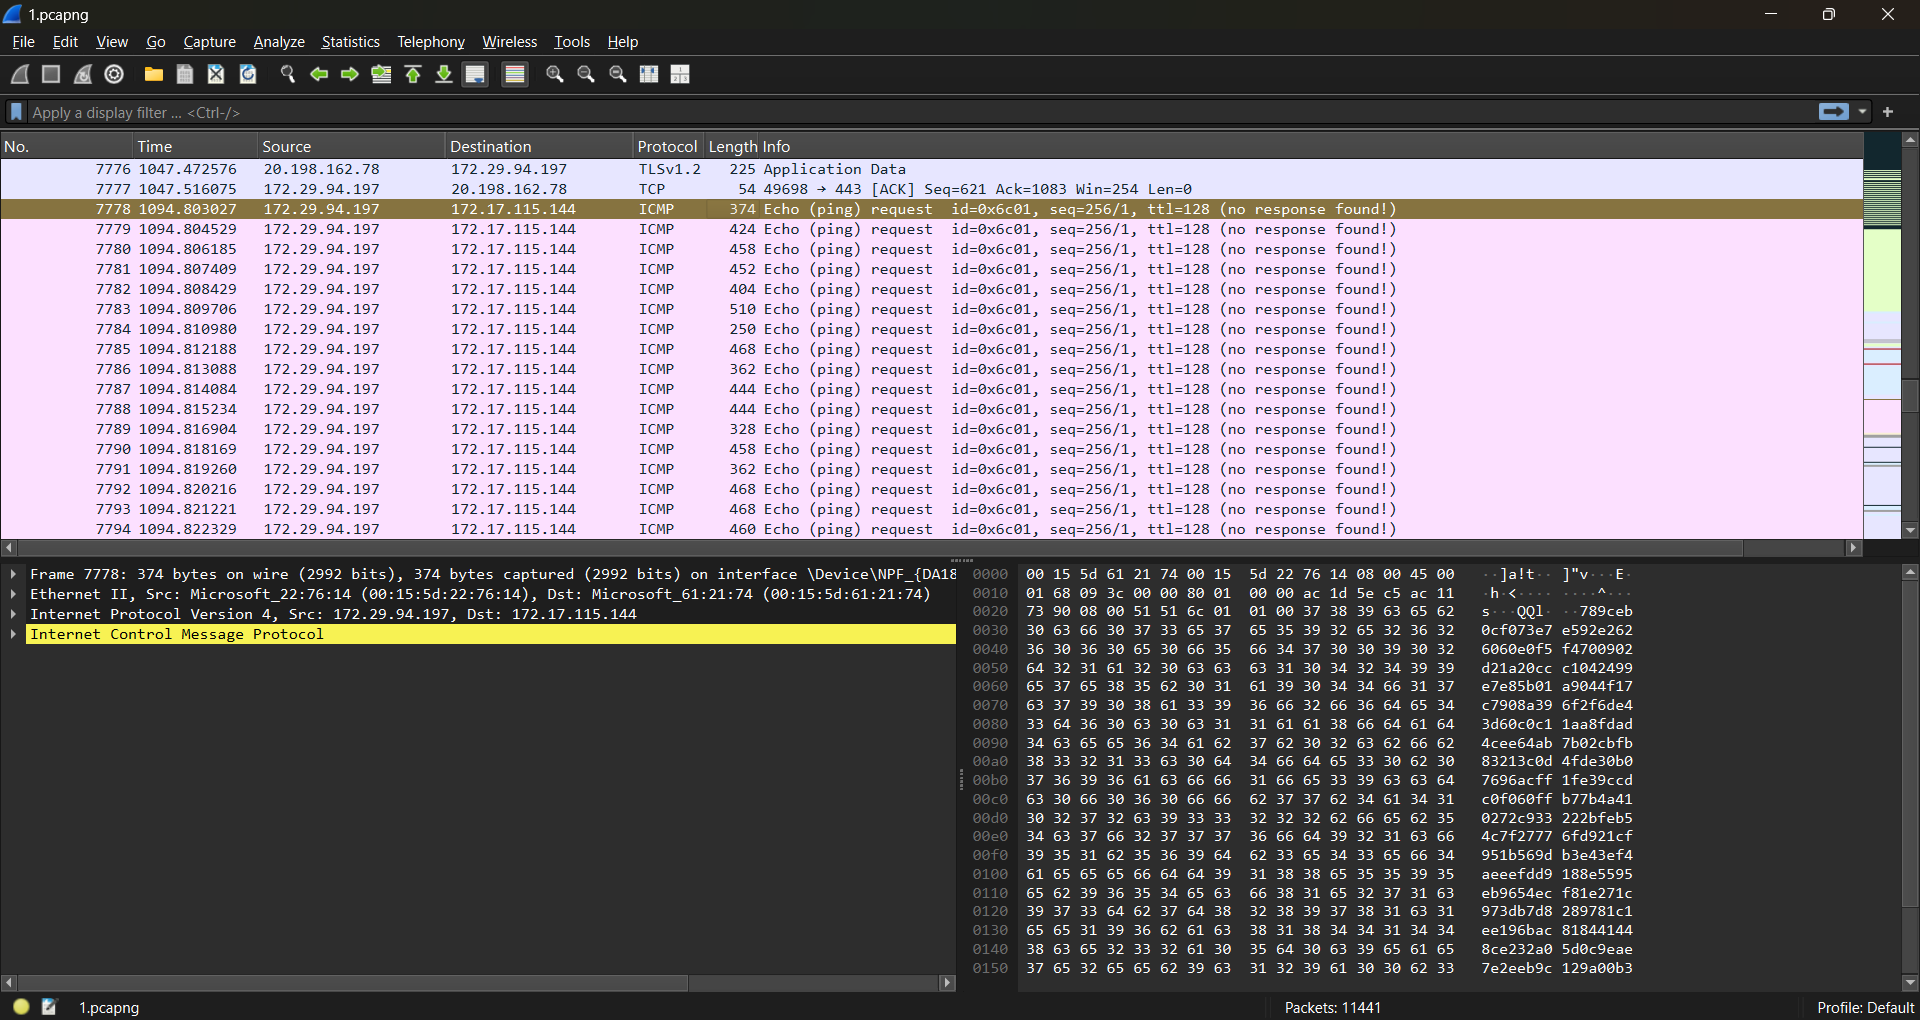 1.pcapng
File Edit View Go Capture Analyze Statistics Telephony Wireless Tools Help
Apply a display filter ... <Ctrl-/>
No. Time Source Destination Protocol Length Info
7776 1047.472576 20.198.162.78 172.29.94.197 TLSv1.2 225 Application Data
7777 1047.516075 172.29.94.197 20.198.162.78 TCP 54 49698 → 443 [ACK] Seq=621 Ack=1083 Win=254 Len=0
7778 1094.803027 172.29.94.197 172.17.115.144 ICMP 374 Echo (ping) request id=0x6c01, seq=256/1, ttl=128 (no response found!)
7779 1094.804529 172.29.94.197 172.17.115.144 ICMP 424 Echo (ping) request id=0x6c01, seq=256/1, ttl=128 (no response found!)
7780 1094.806185 172.29.94.197 172.17.115.144 ICMP 458 Echo (ping) request id=0x6c01, seq=256/1, ttl=128 (no response found!)
7781 1094.807409 172.29.94.197 172.17.115.144 ICMP 452 Echo (ping) request id=0x6c01, seq=256/1, ttl=128 (no response found!)
7782 1094.808429 172.29.94.197 172.17.115.144 ICMP 404 Echo (ping) request id=0x6c01, seq=256/1, ttl=128 (no response found!)
7783 1094.809706 172.29.94.197 172.17.115.144 ICMP 510 Echo (ping) request id=0x6c01, seq=256/1, ttl=128 (no response found!)
7784 1094.810980 172.29.94.197 172.17.115.144 ICMP 250 Echo (ping) request id=0x6c01, seq=256/1, ttl=128 (no response found!)
7785 1094.812188 172.29.94.197 172.17.115.144 ICMP 468 Echo (ping) request id=0x6c01, seq=256/1, ttl=128 (no response found!)
7786 1094.813088 172.29.94.197 172.17.115.144 ICMP 362 Echo (ping) request id=0x6c01, seq=256/1, ttl=128 (no response found!)
7787 1094.814084 172.29.94.197 172.17.115.144 ICMP 444 Echo (ping) request id=0x6c01, seq=256/1, ttl=128 (no response found!)
7788 1094.815234 172.29.94.197 172.17.115.144 ICMP 444 Echo (ping) request id=0x6c01, seq=256/1, ttl=128 (no response found!)
7789 1094.816904 172.29.94.197 172.17.115.144 ICMP 328 Echo (ping) request id=0x6c01, seq=256/1, ttl=128 (no response found!)
7790 1094.818169 172.29.94.197 172.17.115.144 ICMP 458 Echo (ping) request id=0x6c01, seq=256/1, ttl=128 (no response found!)
7791 1094.819260 172.29.94.197 172.17.115.144 ICMP 362 Echo (ping) request id=0x6c01, seq=256/1, ttl=128 (no response found!)
7792 1094.820216 172.29.94.197 172.17.115.144 ICMP 468 Echo (ping) request id=0x6c01, seq=256/1, ttl=128 (no response found!)
7793 1094.821221 172.29.94.197 172.17.115.144 ICMP 468 Echo (ping) request id=0x6c01, seq=256/1, ttl=128 (no response found!)
7794 1094.822329 172.29.94.197 172.17.115.144 ICMP 460 Echo (ping) request id=0x6c01, seq=256/1, ttl=128 (no response found!)
Frame 7778: 374 bytes on wire (2992 bits), 374 bytes captured (2992 bits) on interface \Device\NPF_{DA18
Ethernet II, Src: Microsoft_22:76:14 (00:15:5d:22:76:14), Dst: Microsoft_61:21:74 (00:15:5d:61:21:74)
Internet Protocol Version 4, Src: 172.29.94.197, Dst: 172.17.115.144
Internet Control Message Protocol
0000 00 15 5d 61 21 74 00 15 5d 22 76 14 08 00 45 00 ··]a!t·· ]"v···E·
0010 01 68 09 3c 00 00 80 01 00 00 ac 1d 5e c5 ac 11 ·h·<···· ····^···
0020 73 90 08 00 51 51 6c 01 01 00 37 38 39 63 65 62 s···QQl· ··789ceb
0030 30 63 66 30 37 33 65 37 65 35 39 32 65 32 36 32 0cf073e7 e592e262
0040 36 30 36 30 65 30 66 35 66 34 37 30 30 39 30 32 6060e0f5 f4700902
0050 64 32 31 61 32 30 63 63 63 31 30 34 32 34 39 39 d21a20cc c1042499
0060 65 37 65 38 35 62 30 31 61 39 30 34 34 66 31 37 e7e85b01 a9044f17
0070 63 37 39 30 38 61 33 39 36 66 32 66 36 64 65 34 c7908a39 6f2f6de4
0080 33 64 36 30 63 30 63 31 31 61 61 38 66 64 61 64 3d60c0c1 1aa8fdad
0090 34 63 65 65 36 34 61 62 37 62 30 32 63 62 66 62 4cee64ab 7b02cbfb
00a0 38 33 32 31 33 63 30 64 34 66 64 65 33 30 62 30 83213c0d 4fde30b0
00b0 37 36 39 36 61 63 66 66 31 66 65 33 39 63 63 64 7696acff 1fe39ccd
00c0 63 30 66 30 36 30 66 66 62 37 37 62 34 61 34 31 c0f060ff b77b4a41
00d0 30 32 37 32 63 39 33 33 32 32 32 62 66 65 62 35 0272c933 222bfeb5
00e0 34 63 37 66 32 37 37 37 36 66 64 39 32 31 63 66 4c7f2777 6fd921cf
00f0 39 35 31 62 35 36 39 64 62 33 65 34 33 65 66 34 951b569d b3e43ef4
0100 61 65 65 65 66 64 64 39 31 38 38 65 35 35 39 35 aeeefdd9 188e5595
0110 65 62 39 36 35 34 65 63 66 38 31 65 32 37 31 63 eb9654ec f81e271c
0120 39 37 33 64 62 37 64 38 32 38 39 37 38 31 63 31 973db7d8 289781c1
0130 65 65 31 39 36 62 61 63 38 31 38 34 34 31 34 34 ee196bac 81844144
0140 38 63 65 32 33 32 61 30 35 64 30 63 39 65 61 65 8ce232a0 5d0c9eae
0150 37 65 32 65 65 62 39 63 31 32 39 61 30 30 62 33 7e2eeb9c 129a00b3
1.pcapng Packets: 11441 Profile: Default